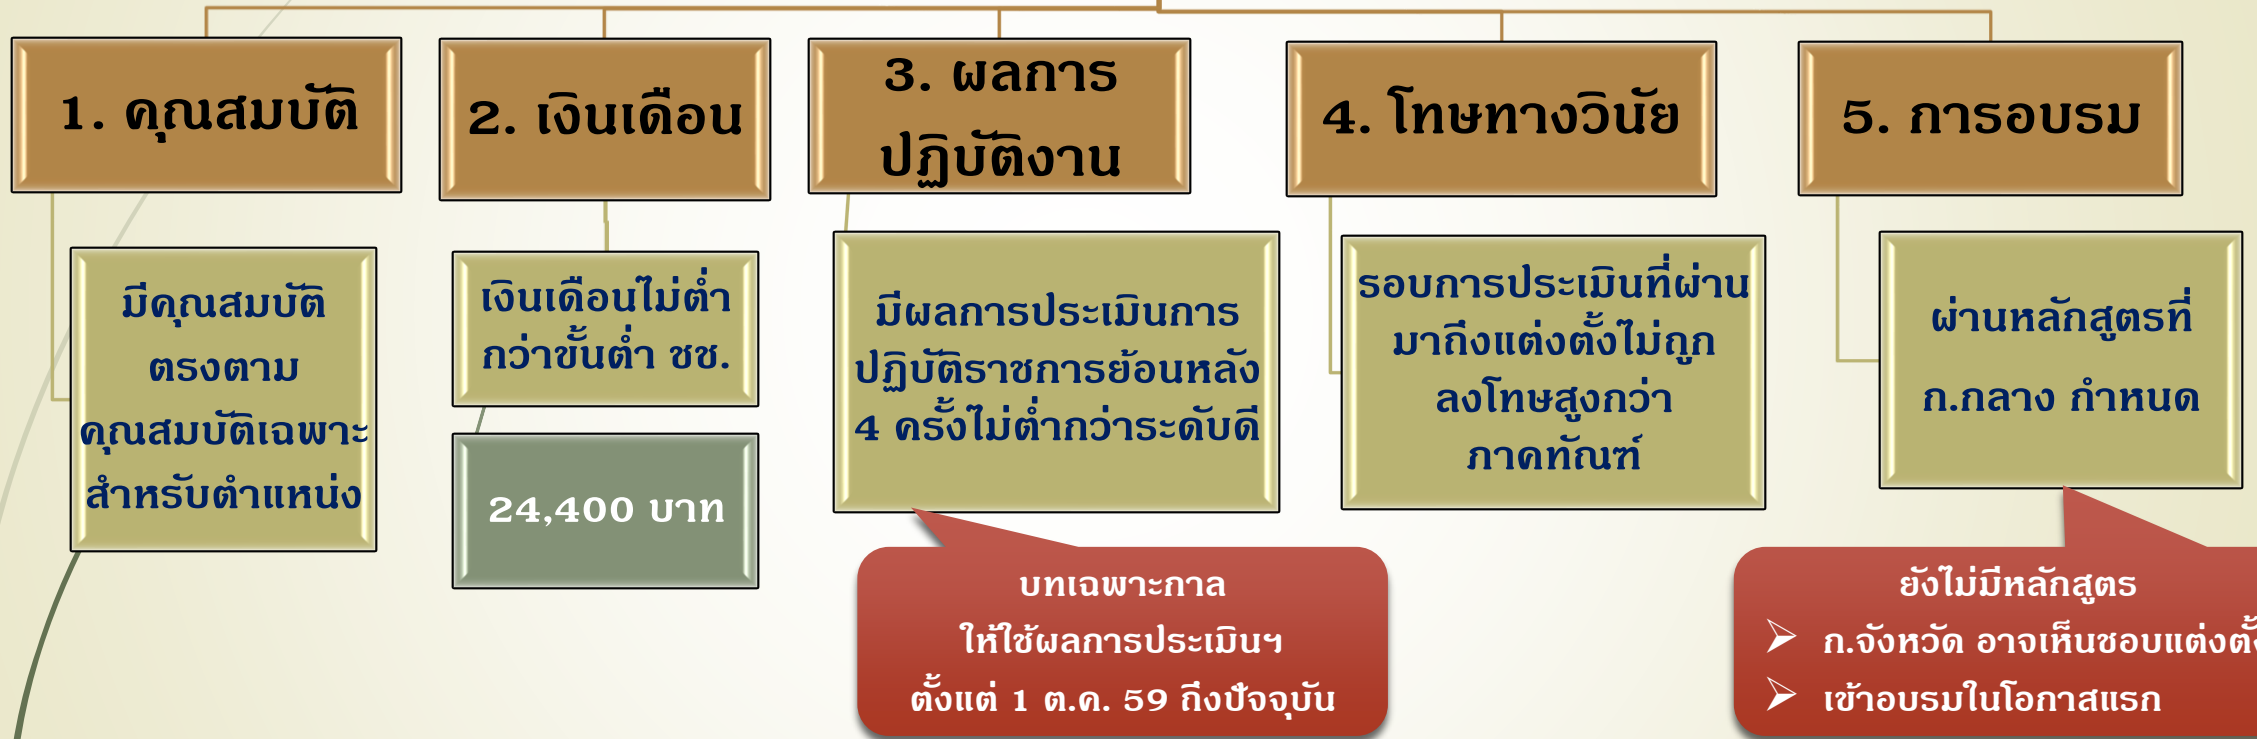 1. คุณสมบัติ
มีคุณสมบัติ
ตรงตาม
คุณสมบัติเฉพาะ
สำหรับตำแหน่ง
2. เงินเดือน
เงินเดือนไม่ต่ำ
กว่าขั้นต่ำ ชช.
24,400 บาท
3. ผลการ
ปฏิบัติงาน
มีผลการประเมินการ
ปฏิบัติราชการย้อนหลัง
4 ครั้งไม่ต่ำกว่าระดับดี
บทเฉพาะกาล
ให้ใช้ผลการประเมินฯ
ตั้งแต่ 1 ต.ค. 59 ถึงปัจจุบัน
4. โทษทางวินัย
รอบการประเมินที่ผ่าน
มาถึงแต่งตั้งไม่ถูก
ลงโทษสูงกว่า
ภาคทัณฑ์
5. การอบรม
ผ่านหลักสูตรที่
ก.กลาง กำหนด
ยังไม่มีหลักสูตร
➢ ก.จังหวัด อาจเห็นชอบแต่งตั้ง
➢ เข้าอบรมในโอกาสแรก